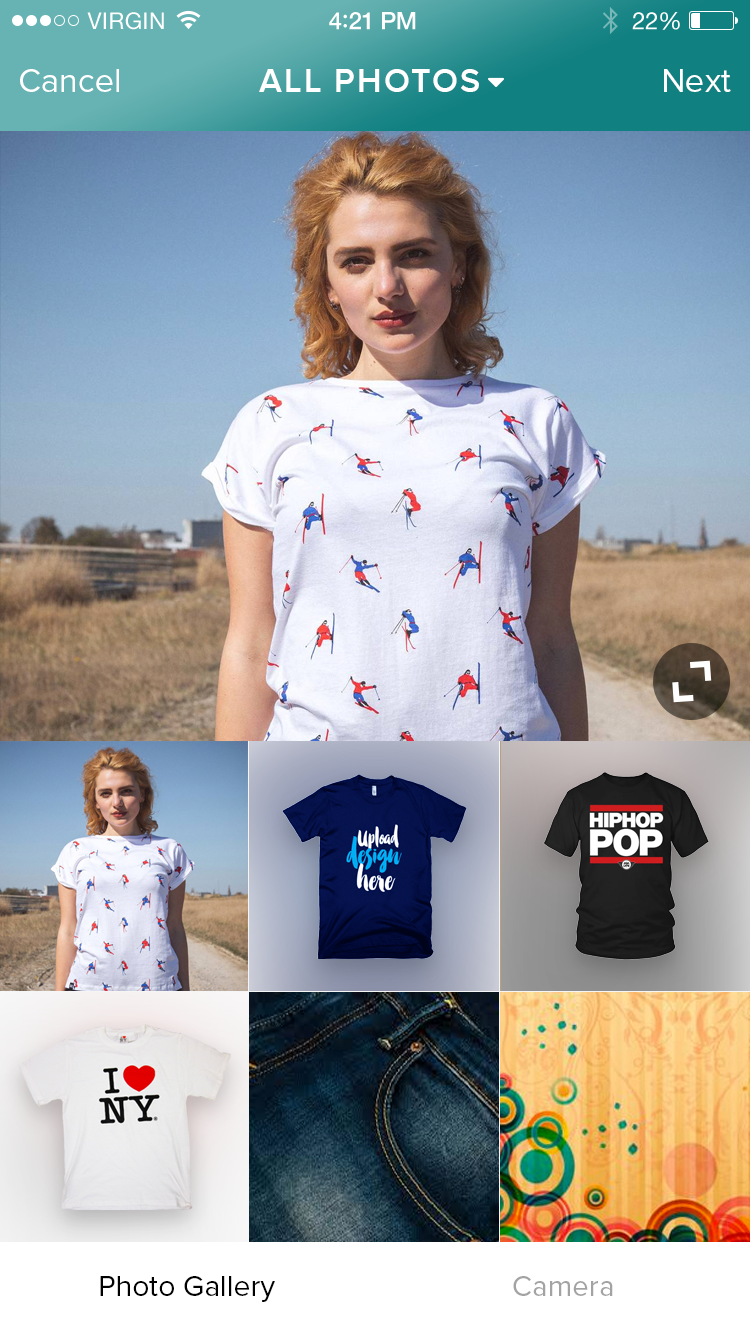 VIRGIN 4:21 PM 22%
Cancel ALL PHOTOS Next
Upload
design
here
HIPHOP
POP
I
NY
Photo Gallery Camera